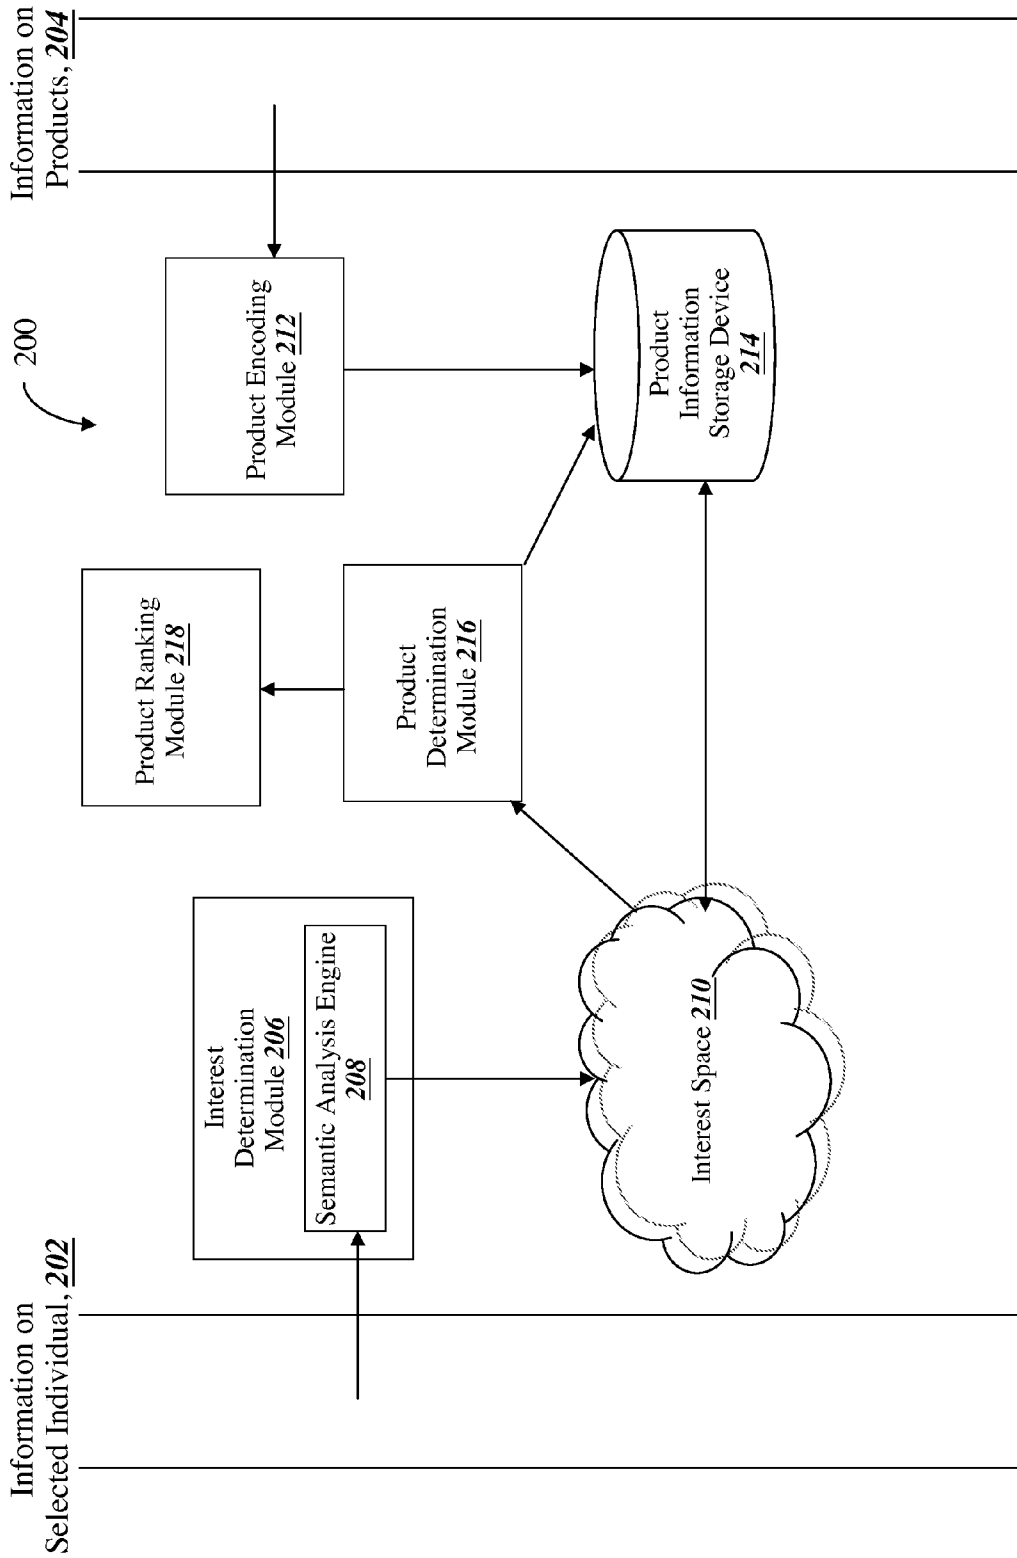 Information on
Selected Individual, 202
Information on
Products, 204
200
Interest
Determination
Module 206
Semantic Analysis Engine
208
Product Ranking
Module 218
Product
Determination
Module 216
Product Encoding
Module 212
Interest Space 210
Product
Information
Storage Device
214